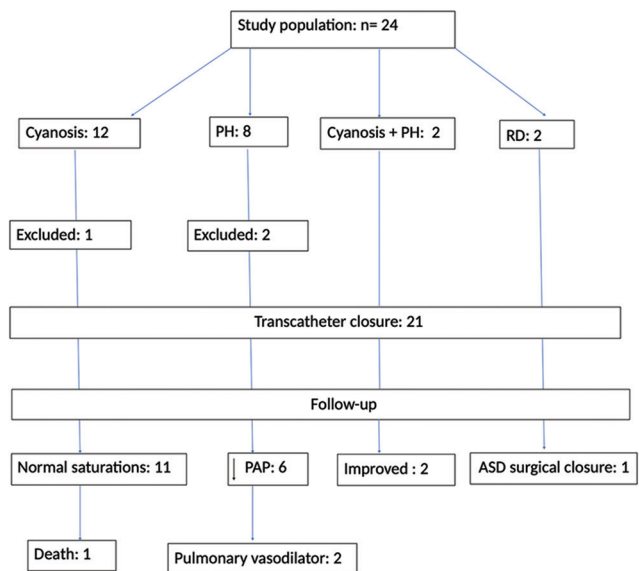 Study population: n= 24
Cyanosis: 12
PH: 8
Cyanosis + PH: 2
RD: 2
Excluded: 1
Excluded: 2
Transcatheter closure: 21
Follow-up
Normal saturations: 11
↓ PAP: 6
Improved : 2
ASD surgical closure: 1
Death: 1
Pulmonary vasodilator: 2